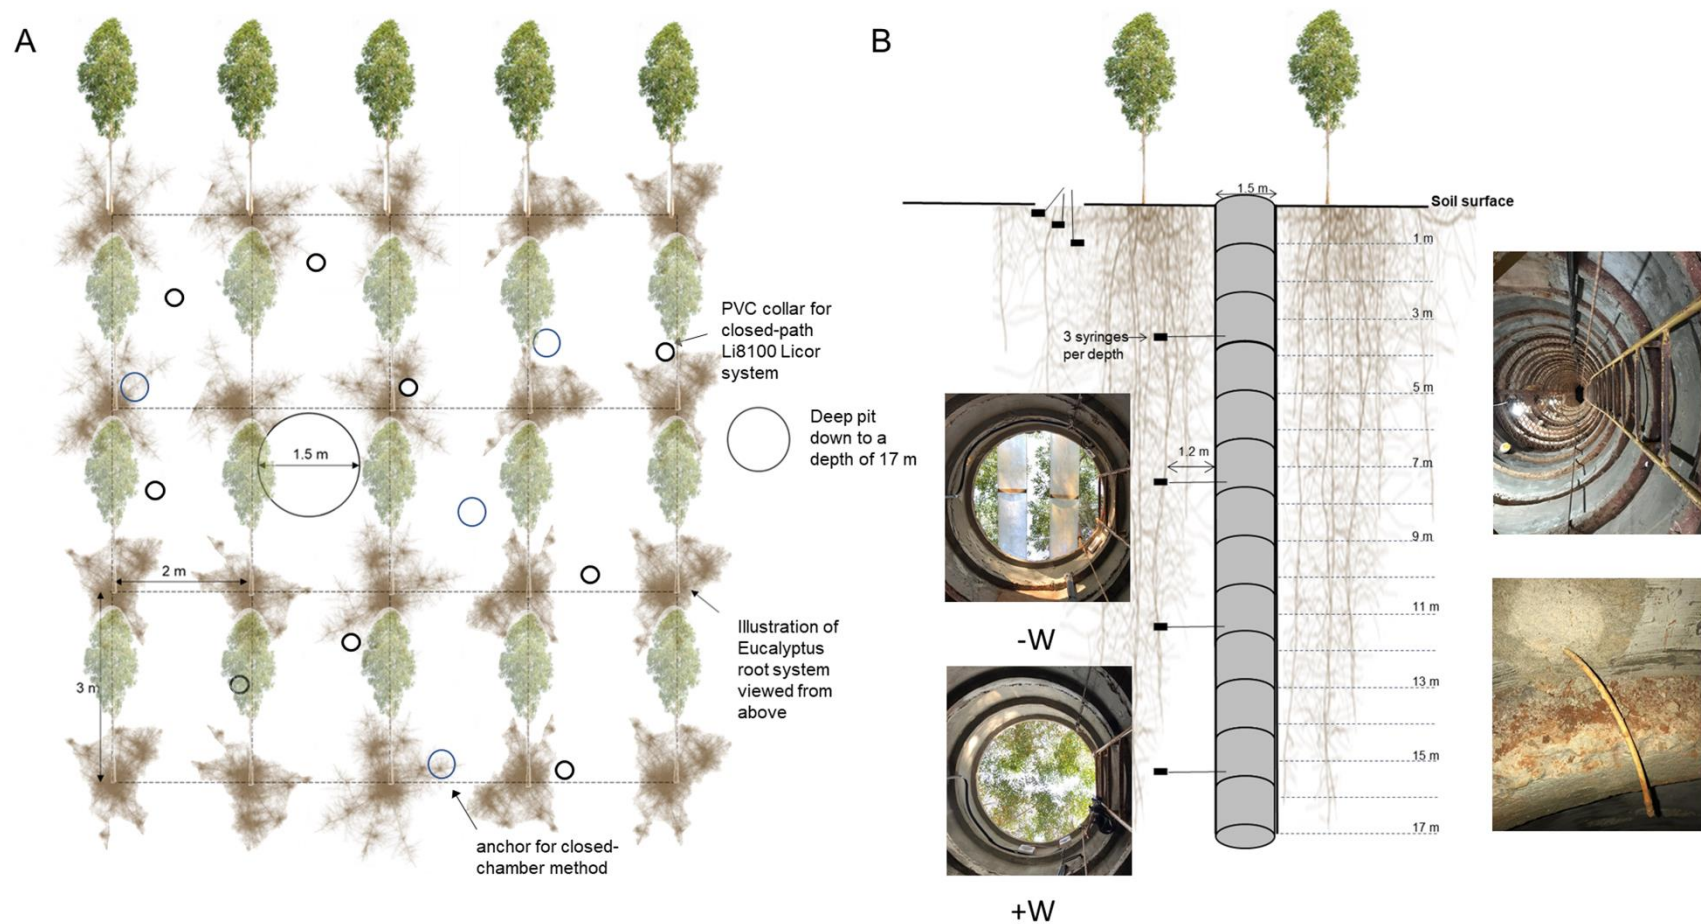 A
PVC collar for
closed-path
Li8100 Licor
system
1.5 m
Deep pit
down to a
depth of 17 m
2 m
3 m
Illustration of
Eucalyptus
root system
viewed from
above
anchor for closed-
chamber method
B
1.5 m
Soil surface
1 m
3 m
3 syringes
per depth
5 m
1.2 m
7 m
9 m
11 m
-W
13 m
15 m
17 m
+W